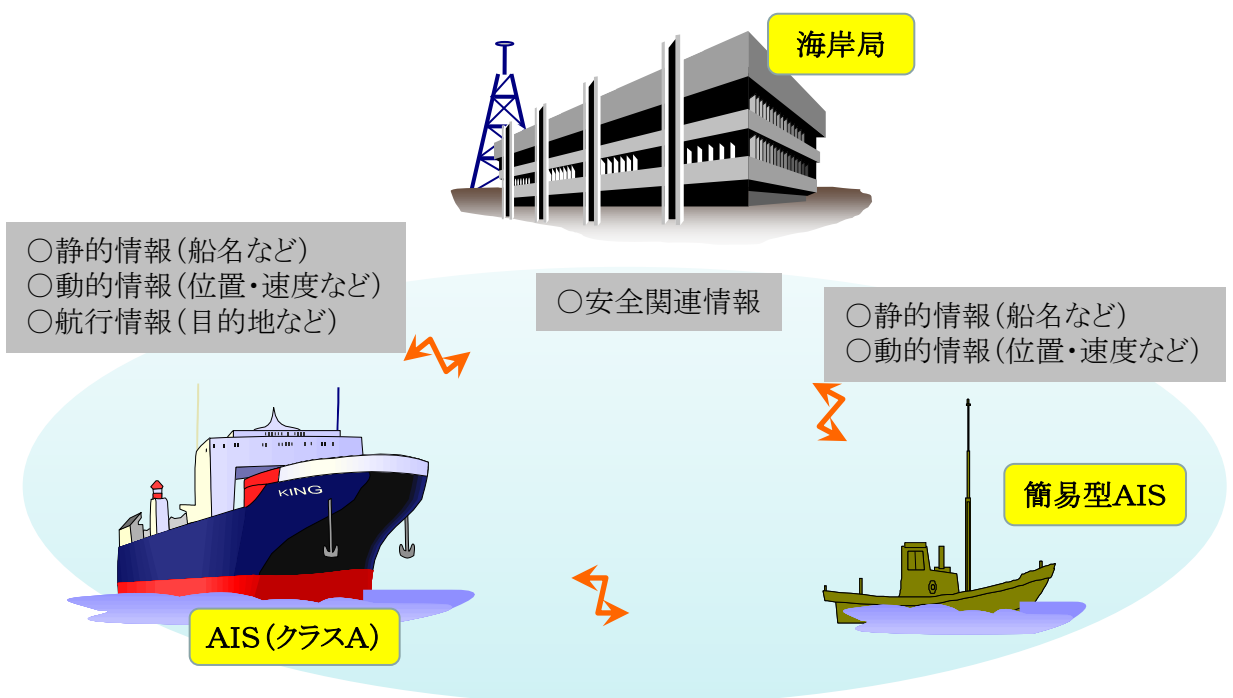 海岸局
○静的情報(船名など)
○動的情報(位置・速度など)
○航行情報(目的地など)
○安全関連情報
○静的情報(船名など)
○動的情報(位置・速度など)
KING
簡易型AIS
AIS(クラスA)